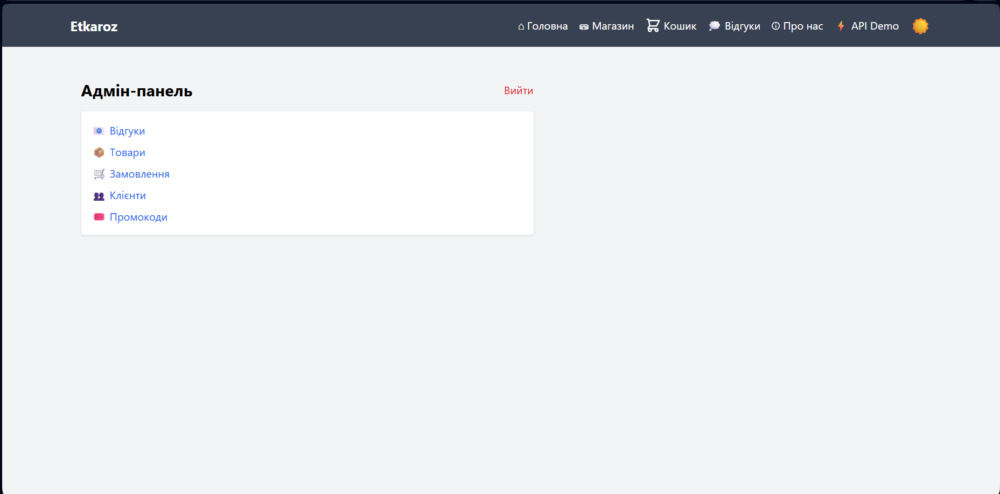 Etkaroz
Головна Магазин Кошик Відгуки Про нас API Demo
Адмін-панель
Вийти
Відгуки
Товари
Замовлення
Клієнти
Промокоди